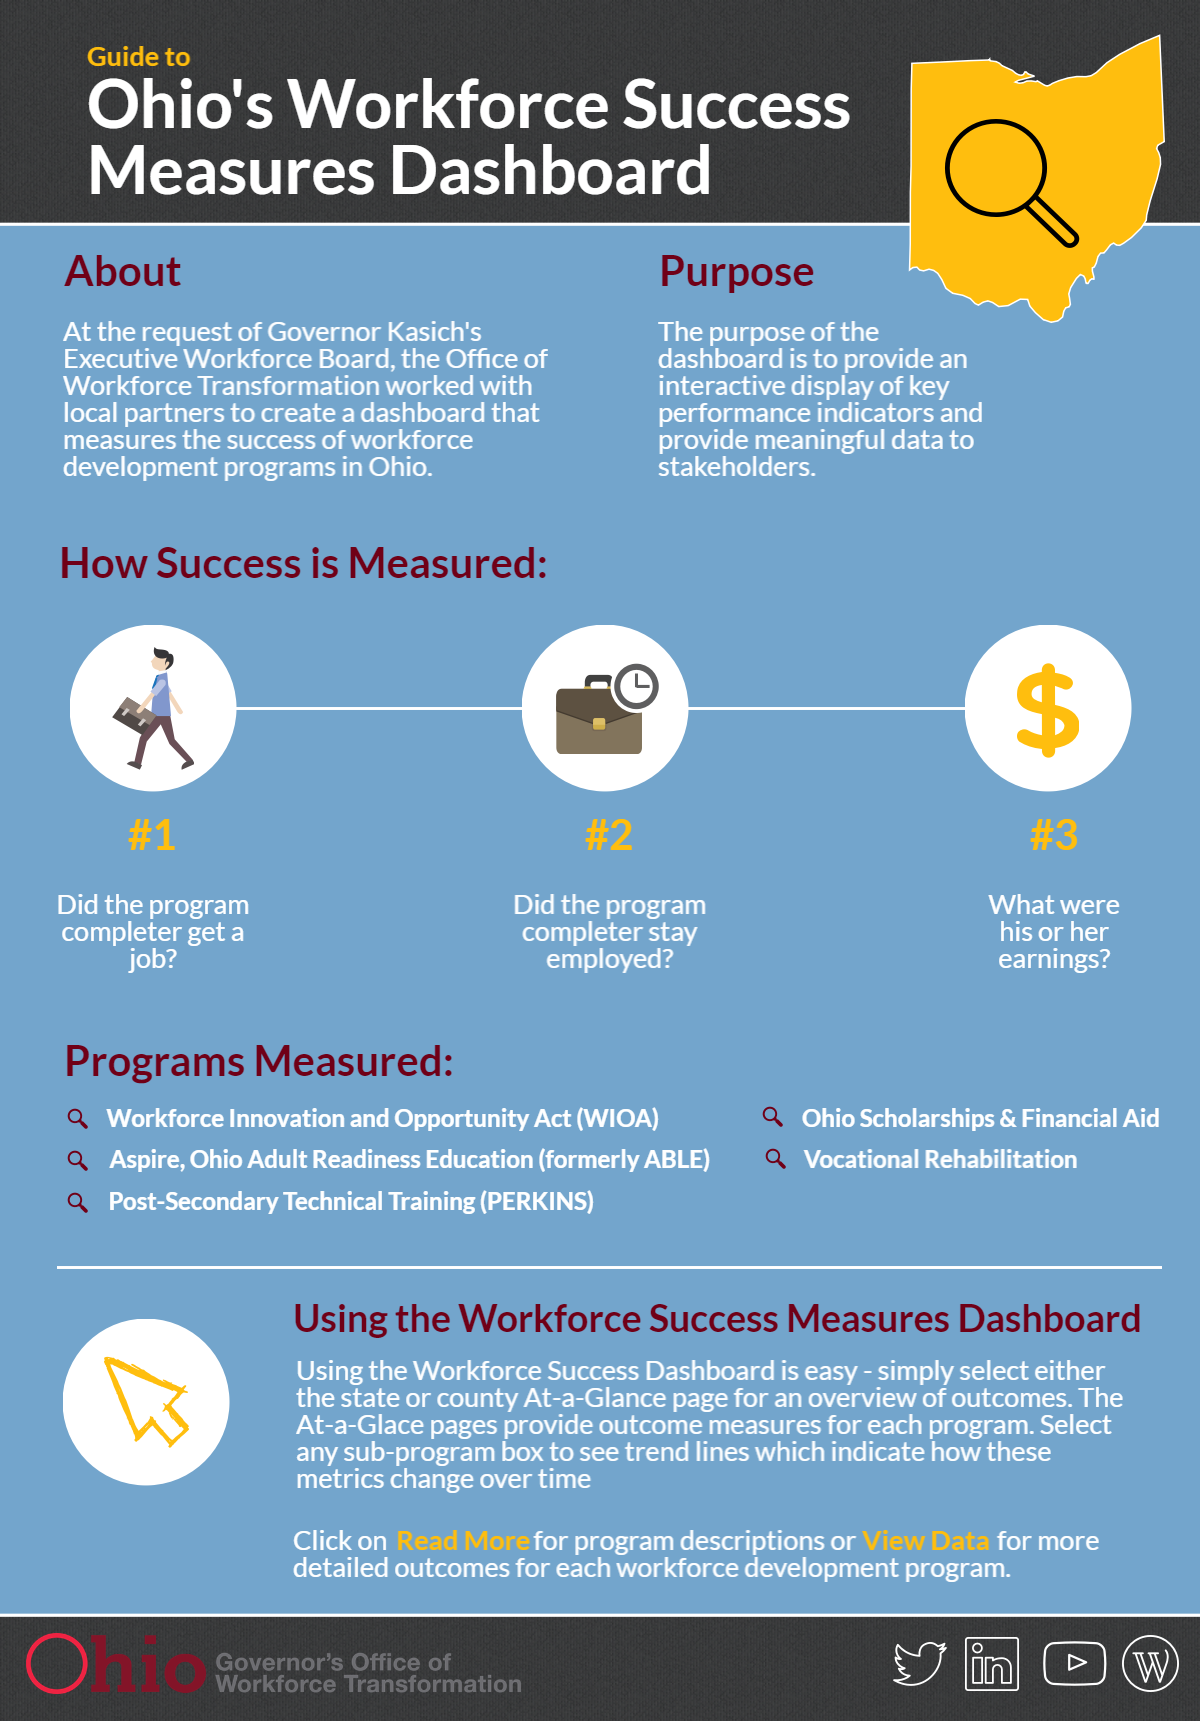 Guide to
Ohio's Workforce Success
Measures Dashboard
About
At the request of Governor Kasich's
Executive Workforce Board, the Office of
Workforce Transformation worked with
local partners to create a dashboard that
measures the success of workforce
development programs in Ohio.
Purpose
The purpose of the
dashboard is to provide an
interactive display of key
performance indicators and
provide meaningful data to
stakeholders.
How Success is Measured:
#1
Did the program
completer get a
job?
#2
Did the program
completer stay
employed?
#3
What were
his or her
earnings?
Programs Measured:
Workforce Innovation and Opportunity Act (WIOA)
Aspire, Ohio Adult Readiness Education (formerly ABLE)
Post-Secondary Technical Training (PERKINS)
Ohio Scholarships & Financial Aid
Vocational Rehabilitation
Using the Workforce Success Measures Dashboard
Using the Workforce Success Dashboard is easy - simply select either
the state or county At-a-Glance page for an overview of outcomes. The
At-a-Glace pages provide outcome measures for each program. Select
any sub-program box to see trend lines which indicate how these
metrics change over time
Click on Read More for program descriptions or View Data for more
detailed outcomes for each workforce development program.
Ohio
Governor's Office of
Workforce Transformation
in
W